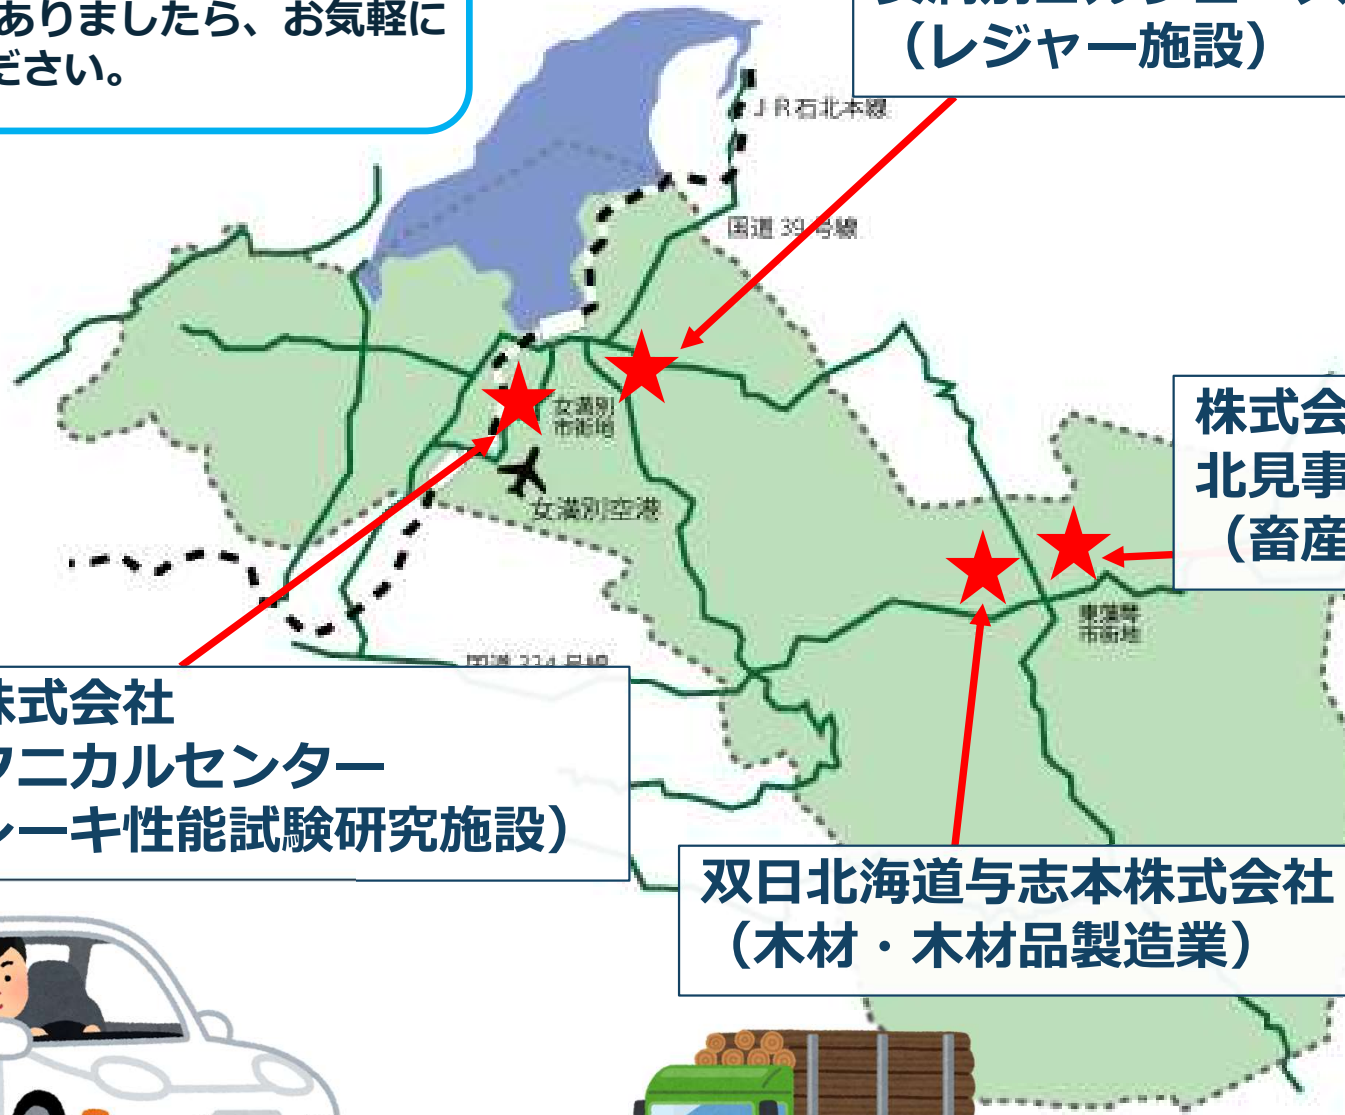 ありましたら、お気軽に
ださい。
（レジャー施設）
ＪＲ石北本線
国道 39 号線
女満別
市街地
女満別空港
株式会
北見事
（畜産
東藻琴
市街地
国道 334 号線
株式会社
クニカルセンター
レーキ性能試験研究施設）
双日北海道与志本株式会社
（木材・木材品製造業）